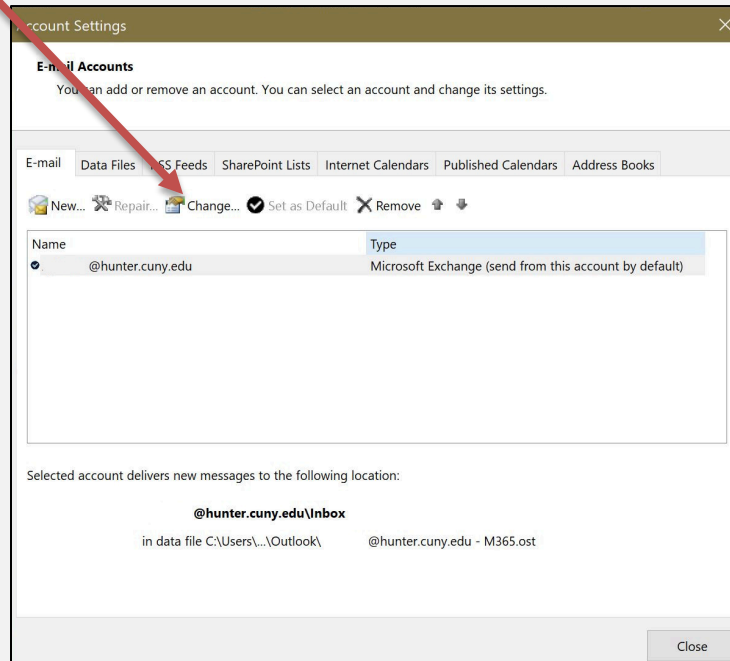 Account Settings
E-mail Accounts
You can add or remove an account. You can select an account and change its settings.
E-mail Data Files RSS Feeds SharePoint Lists Internet Calendars Published Calendars Address Books
New... Repair... Change... Set as Default Remove
Name Type
@hunter.cuny.edu Microsoft Exchange (send from this account by default)
Selected account delivers new messages to the following location:
@hunter.cuny.edu\Inbox
in data file C:\Users\...\Outlook\ @hunter.cuny.edu - M365.ost
Close